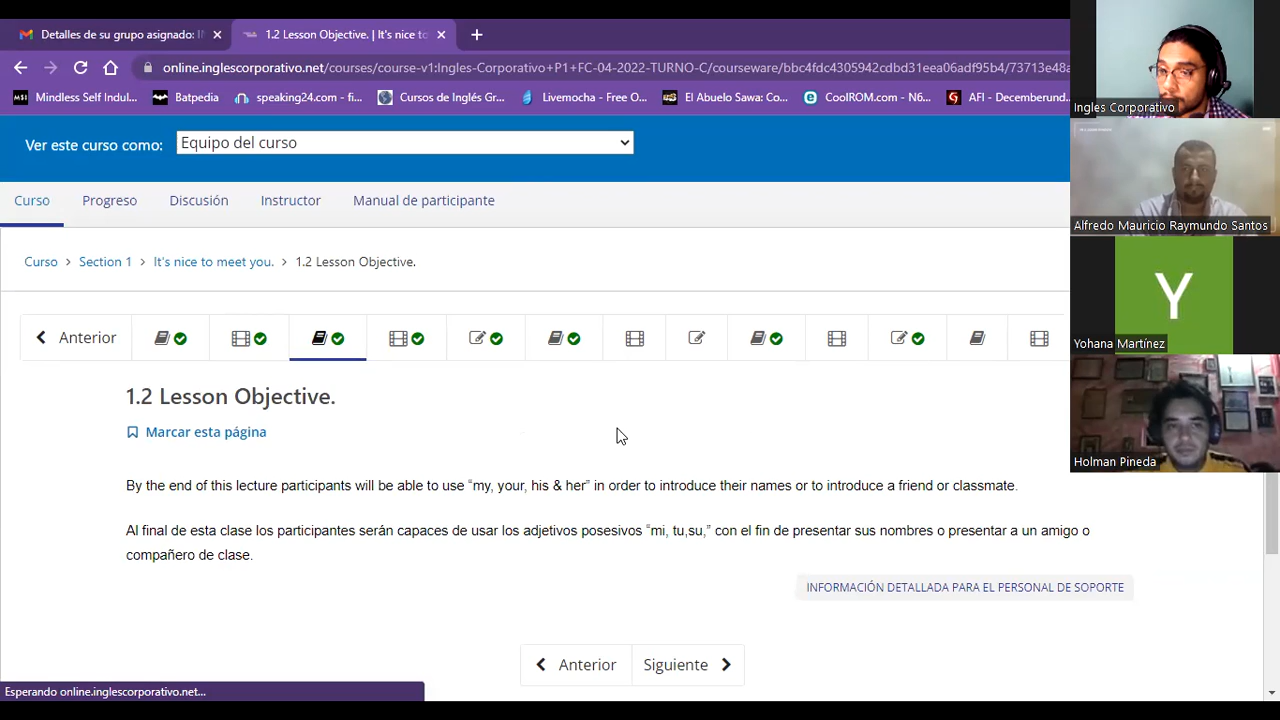 Detalles de su grupo asignado: I
1.2 Lesson Objective. | It's nice to
online.inglescorporativo.net/courses/course-v1:Ingles-Corporativo+P1+FC-04-2022-TURNO-C/courseware/bbc4fdc4305942cdbd31eea06adf95b4/73713e48a
Mindless Self Indul... Batpedia speaking24.com - fi... Cursos de Inglés Gr... Livemocha - Free O... El Abuelo Sawa: Co... CoolROM.com - N6... AFI - Decemberund...
Ver este curso como: Equipo del curso
Curso Progreso Discusión Instructor Manual de participante
Curso > Section 1 > It's nice to meet you. > 1.2 Lesson Objective.
Anterior
1.2 Lesson Objective.
Marcar esta página
By the end of this lecture participants will be able to use “my, your, his & her” in order to introduce their names or to introduce a friend or classmate.
Al final de esta clase los participantes serán capaces de usar los adjetivos posesivos “mi, tu,su,” con el fin de presentar sus nombres o presentar a un amigo o
compañero de clase.
INFORMACIÓN DETALLADA PARA EL PERSONAL DE SOPORTE
Anterior Siguiente
Esperando online.inglescorporativo.net...
Ingles Corporativo
Alfredo Mauricio Raymundo Santos
Y
Yohana Martínez
Holman Pineda